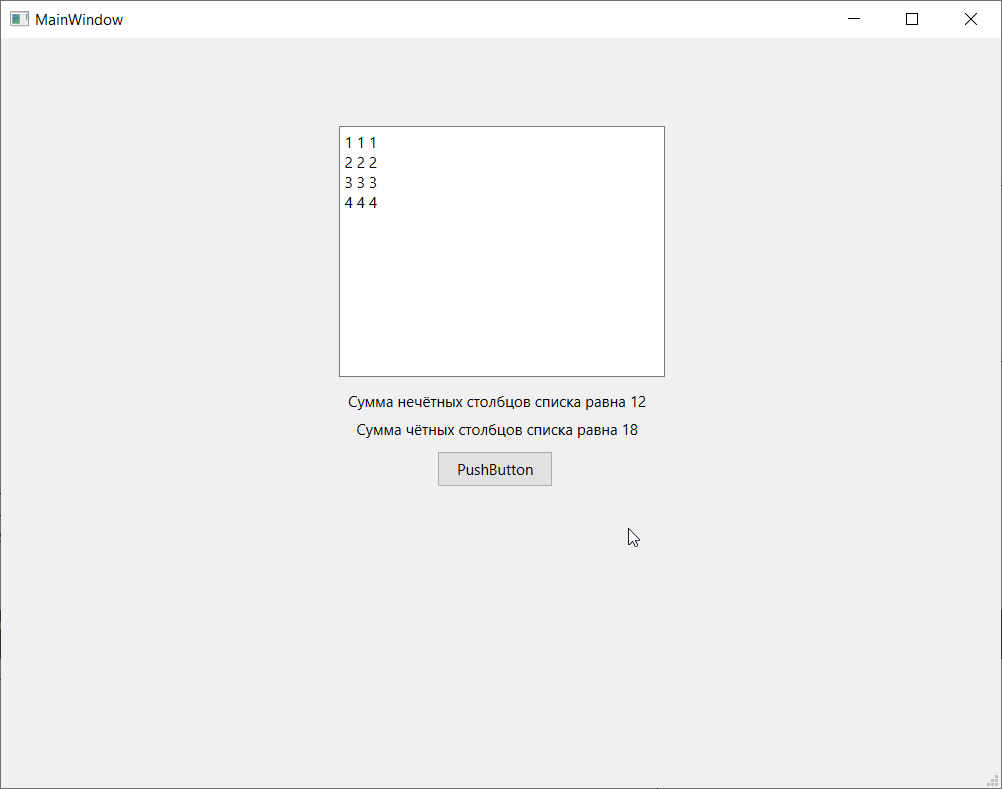 MainWindow
1 1 1
2 2 2
3 3 3
4 4 4
Сумма нечётных столбцов списка равна 12
Сумма чётных столбцов списка равна 18
PushButton